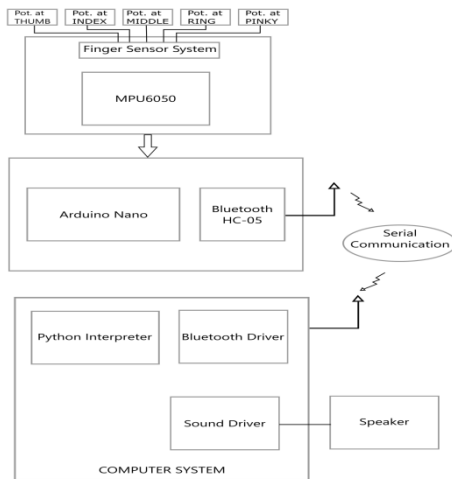 Pot. at
THUMB
Pot. at
INDEX
Pot. at
MIDDLE
Pot. at
RING
Pot. at
PINKY
Finger Sensor System
MPU6050
Arduino Nano
Bluetooth
HC-05
Serial
Communication
Python Interpreter
Bluetooth Driver
Sound Driver
Speaker
COMPUTER SYSTEM